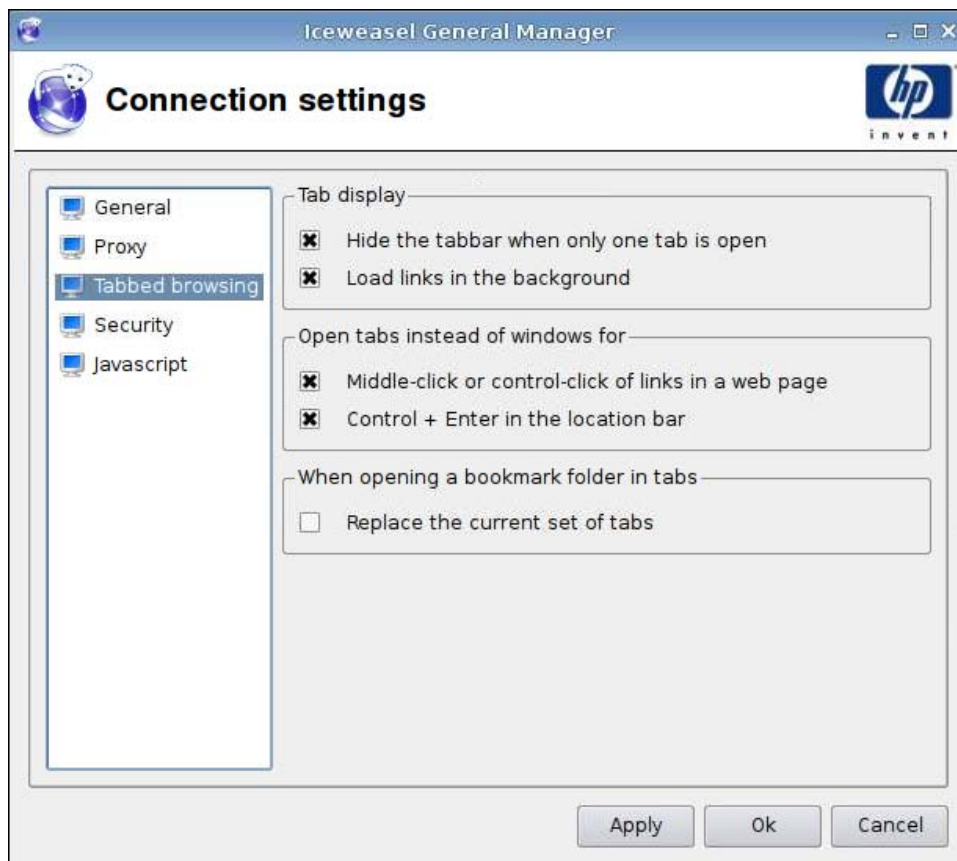 Iceweasel General Manager
Connection settings
hp
invent
General
Proxy
Tabbed browsing
Security
Javascript
Tab display
Hide the tabbar when only one tab is open
Load links in the background
Open tabs instead of windows for
Middle-click or control-click of links in a web page
Control + Enter in the location bar
When opening a bookmark folder in tabs
Replace the current set of tabs
Apply
Ok
Cancel